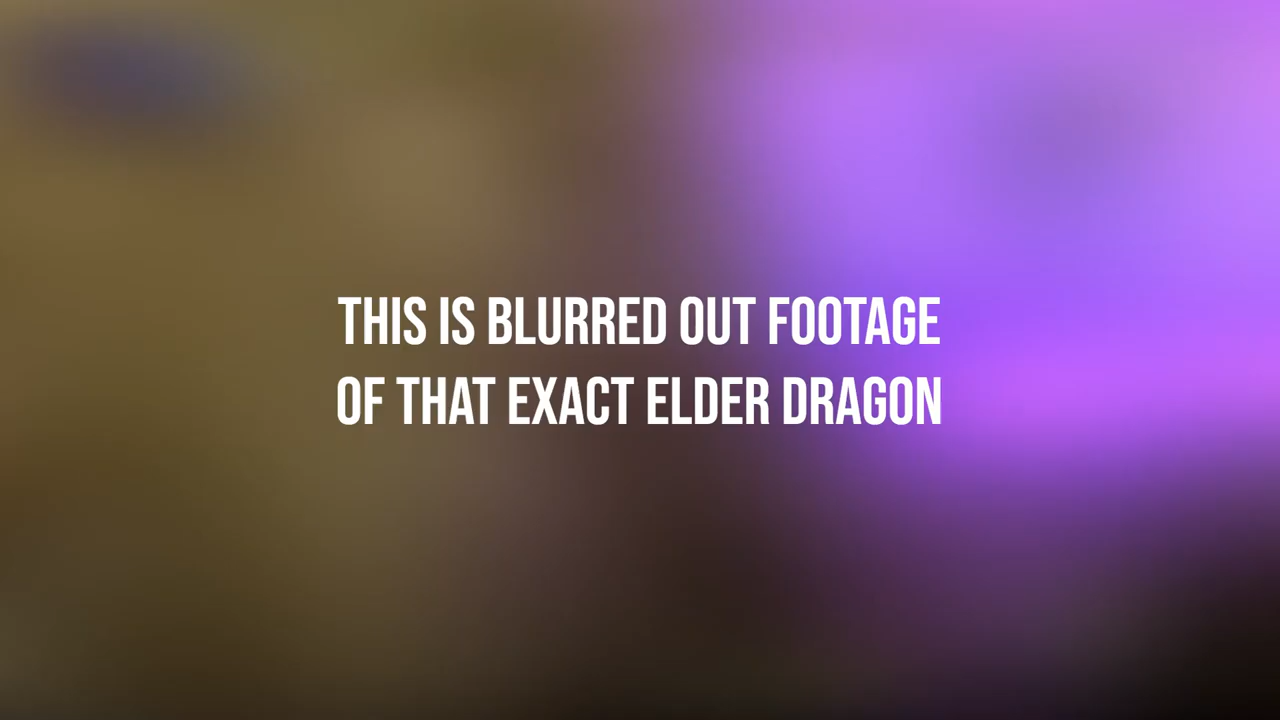 THIS IS BLURRED OUT FOOTAGE
OF THAT EXACT ELDER DRAGON